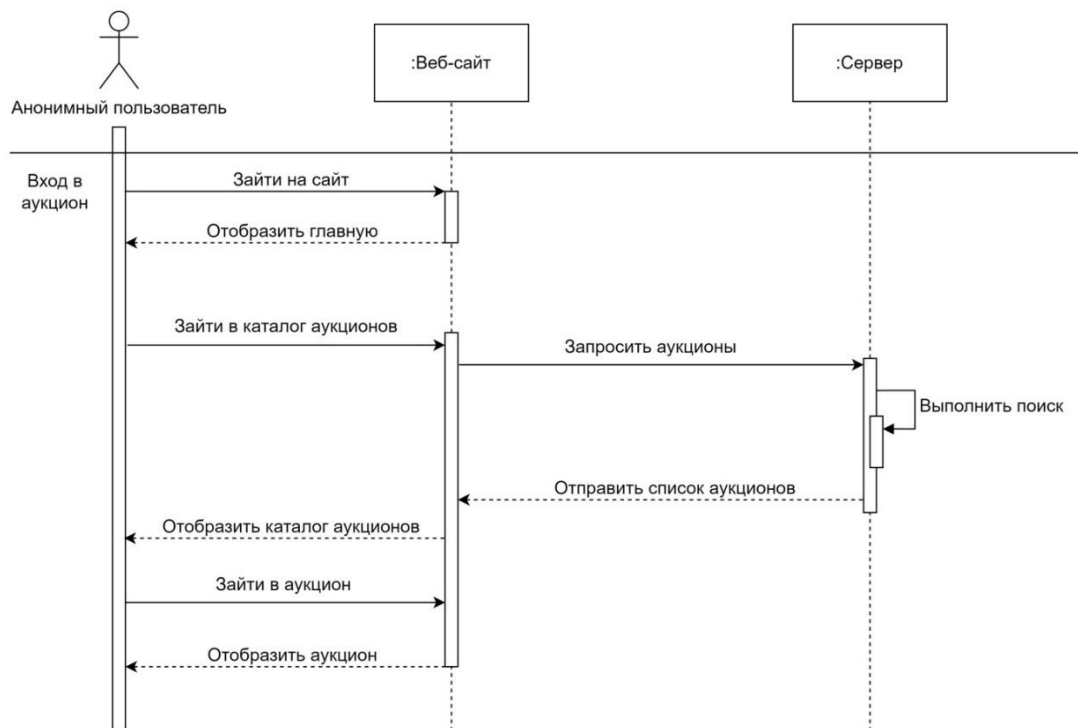 :Веб-сайт
:Сервер
Анонимный пользователь
Вход в
аукцион
Зайти на сайт
Отобразить главную
Зайти в каталог аукционов
Запросить аукционы
Выполнить поиск
Отправить список аукционов
Отобразить каталог аукционов
Зайти в аукцион
Отобразить аукцион